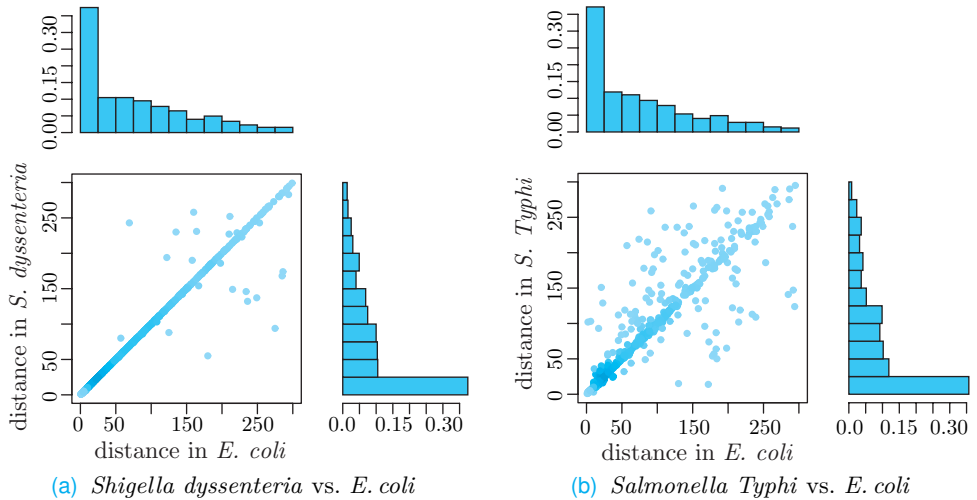 0.00 0.15 0.30
distance in S. dyssenteria
0 50 150 250
0 50 150 250
distance in E. coli
0.0 0.15 0.30
(a) Shigella dyssenteria vs. E. coli
0.00 0.15 0.30
distance in S. Typhi
0 50 150 250
0 50 150 250
distance in E. coli
0.0 0.15 0.30
(b) Salmonella Typhi vs. E. coli